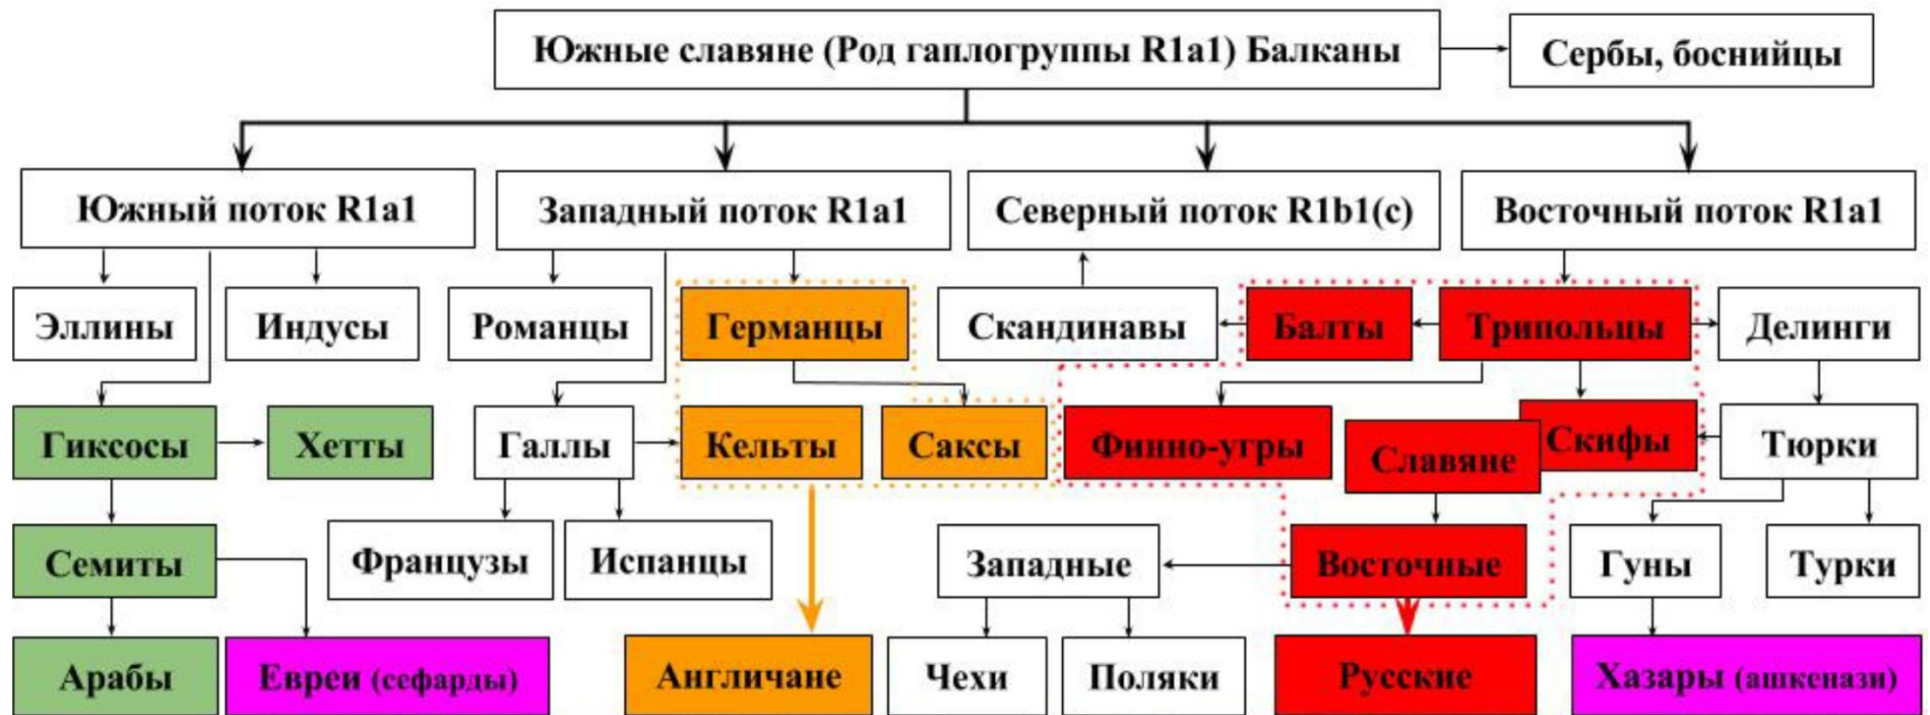 Южные славяне (Род гаплогруппы R1a1) Балканы
Сербы, боснийцы
Южный поток R1a1
Западный поток R1a1
Северный поток R1b1(c)
Восточный поток R1a1
Эллины
Индусы
Романцы
Германцы
Скандинавы
Балты
Трипольцы
Делинги
Гиксосы
Хетты
Галлы
Кельты
Саксы
Финно-угры
Славяне
Скифы
Тюрки
Семиты
Французы
Испанцы
Западные
Восточные
Гуны
Турки
Арабы
Евреи (сефарды)
Англичане
Чехи
Поляки
Русские
Хазары (ашкенази)